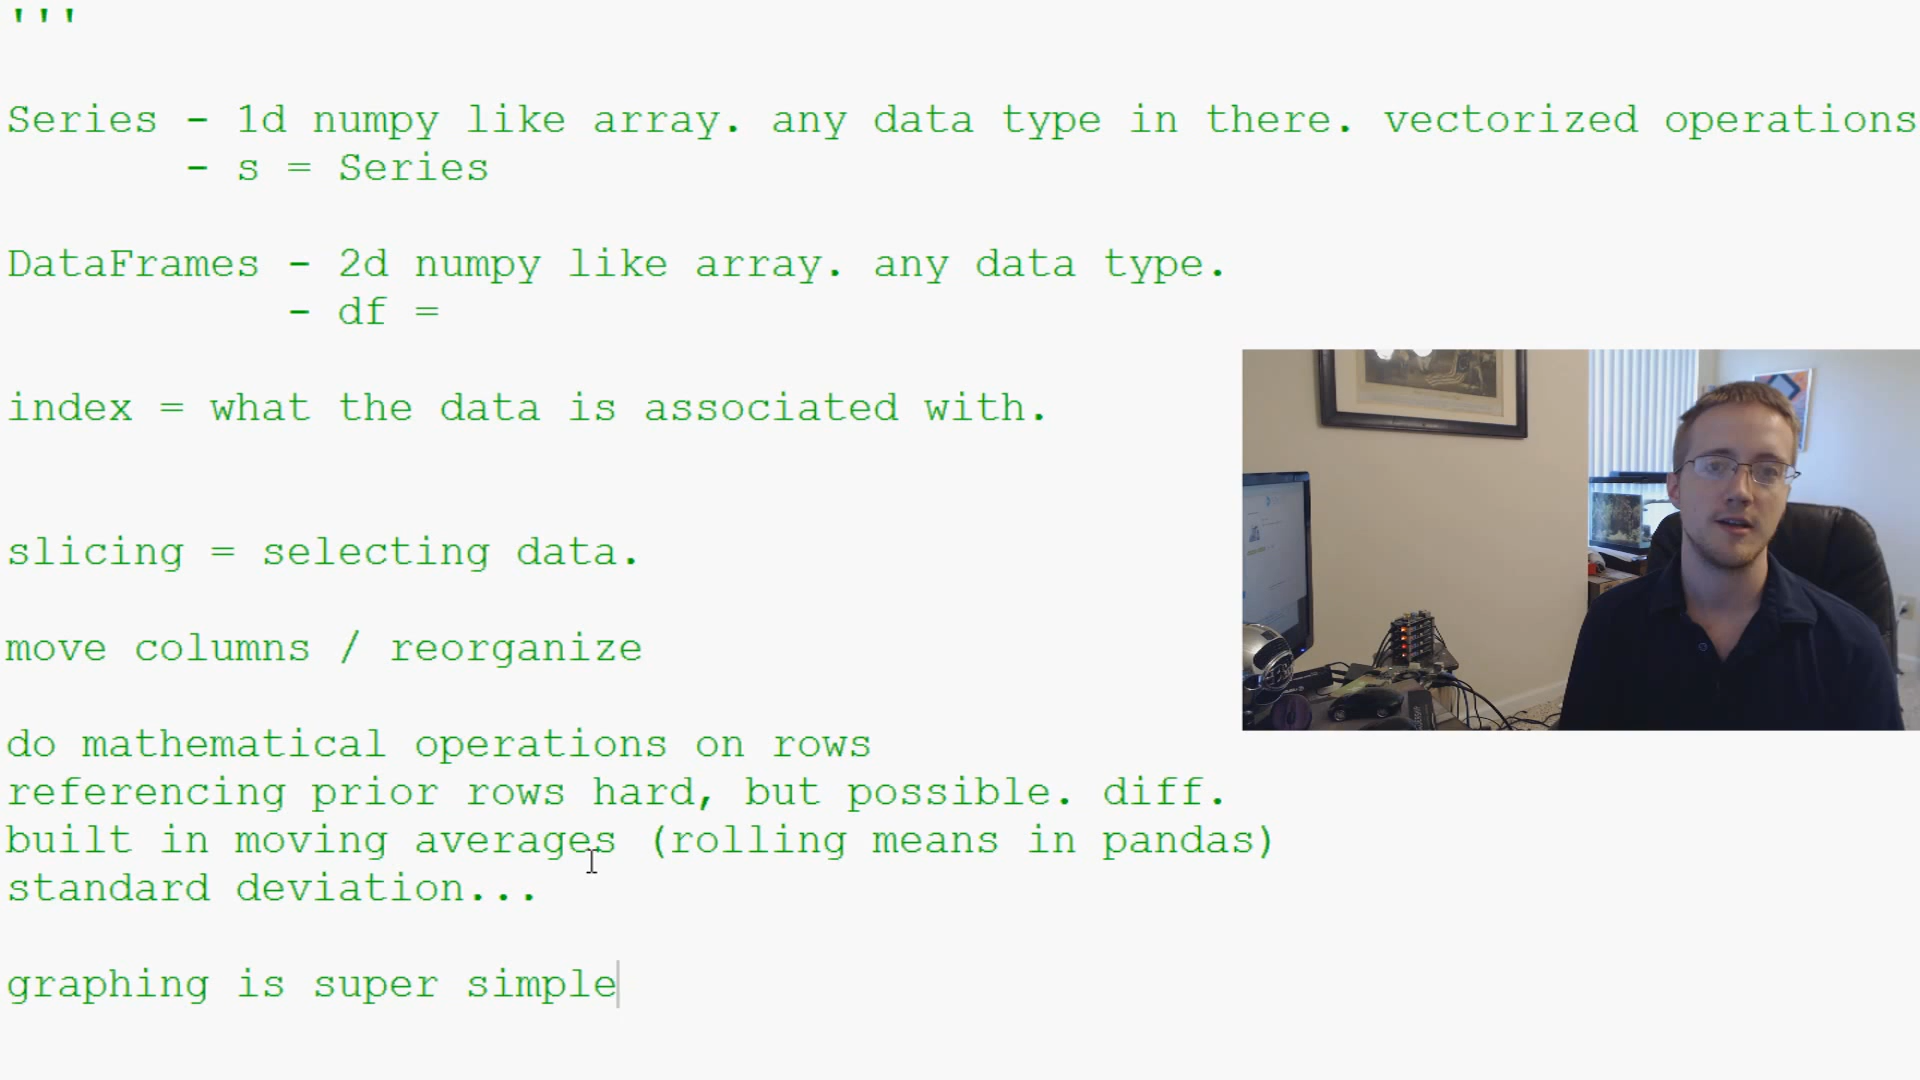 '''
Series - 1d numpy like array. any data type in there. vectorized operations
- s = Series
DataFrames - 2d numpy like array. any data type.
- df =
index = what the data is associated with.
slicing = selecting data.
move columns / reorganize
do mathematical operations on rows
referencing prior rows hard, but possible. diff.
built in moving averages (rolling means in pandas)
standard deviation...
graphing is super simple